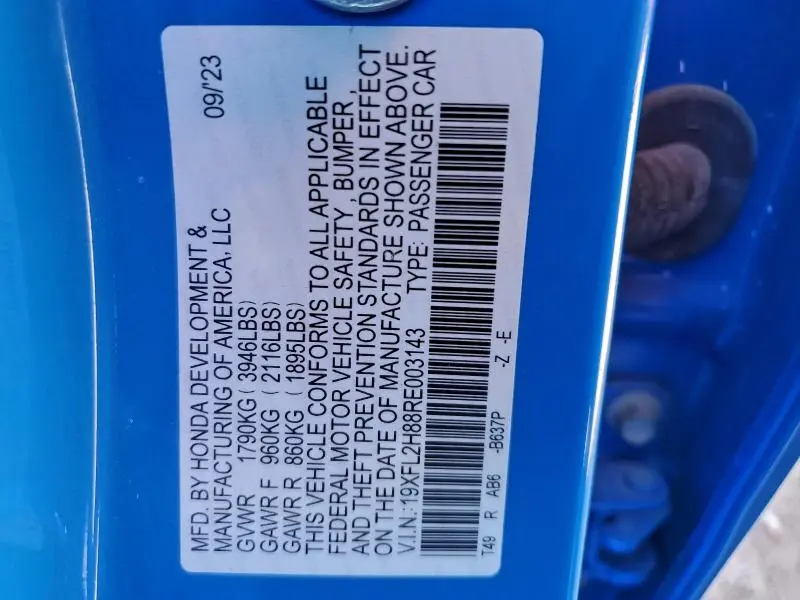 MFD. BY HONDA DEVELOPMENT & 09/'23
MANUFACTURING OF AMERICA, LLC
GVWR 1790KG ( 3946LBS)
GAWR F 960KG ( 2116LBS)
GAWR R 860KG ( 1895LBS)
THIS VEHICLE CONFORMS TO ALL APPLICABLE
FEDERAL MOTOR VEHICLE SAFETY, BUMPER,
AND THEFT PREVENTION STANDARDS IN EFFECT
ON THE DATE OF MANUFACTURE SHOWN ABOVE.
V.I.N.: 19XFL2H88RE003143 TYPE: PASSENGER CAR
T49 R AB6 -B637P -Z -E